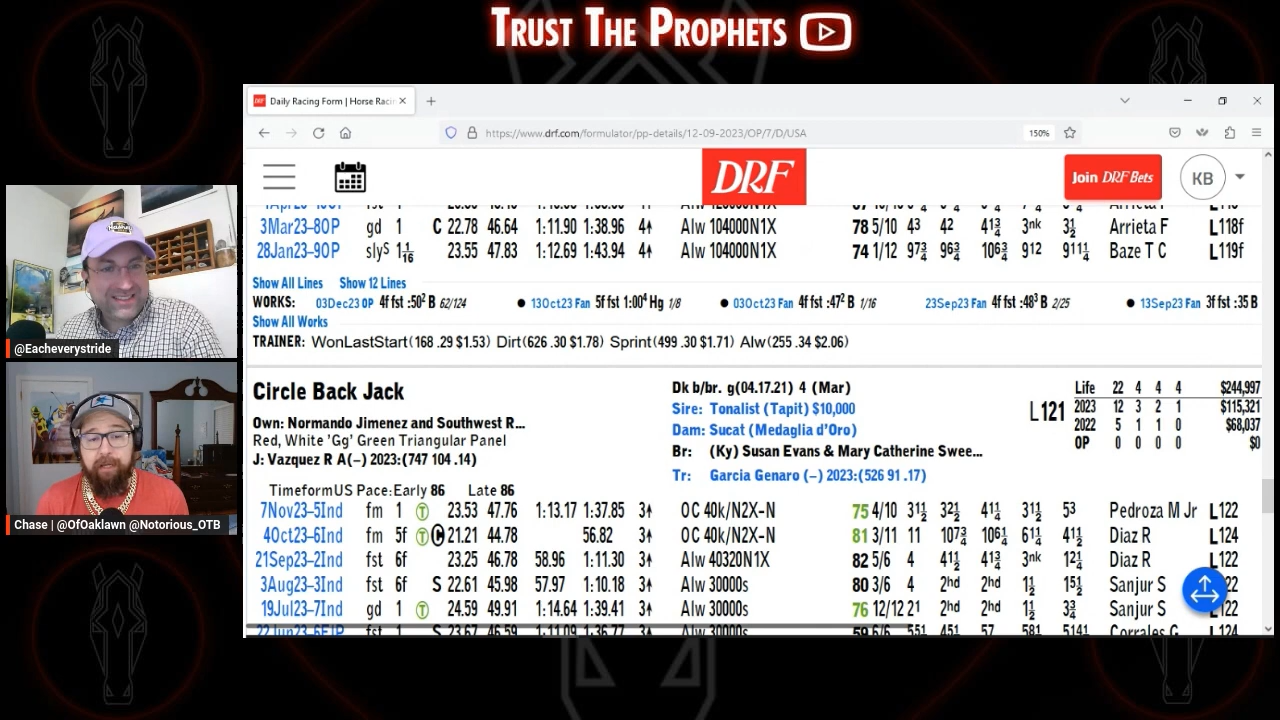 TRUST THE PROPHETS
Daily Racing Form | Horse Racin
https://www.drf.com/formulator/pp-details/12-09-2023/OP/7/D/USA
150%
DRF
Join DRF Bets
KB
3Mar23-8OP gd 1 C 22.78 46.64 1:11.90 1:38.96 4↑ Alw 104000N1X 78 5/10 43 42 41¾ 3nk 3½ Arrieta F L118f
28Jan23-9OP slyS 1 1/16 23.55 47.83 1:12.69 1:43.94 4↑ Alw 104000N1X 74 1/12 97¾ 96¾ 106¾ 912 911¼ Baze T C L119f
Show All Lines Show 12 Lines
WORKS: 03Dec23 OP 4f fst :50² B 62/124 ● 13Oct23 Fan 5f fst 1:00⁴ Hg 1/8 ● 03Oct23 Fan 4f fst :47² B 1/16 23Sep23 Fan 4f fst :48³ B 2/25 ● 13Sep23 Fan 3f fst :35 B
Show All Works
TRAINER: WonLastStart(168 .29 $1.53) Dirt(626 .30 $1.78) Sprint(499 .30 $1.71) Alw(255 .34 $2.06)
Circle Back Jack
Own: Normando Jimenez and Southwest R...
Red, White 'Gg' Green Triangular Panel
J: Vazquez R A(–) 2023:(747 104 .14)
Dk b/br. g(04.17.21) 4 (Mar)
Sire: Tonalist (Tapit) $10,000
Dam: Sucat (Medaglia d'Oro)
Br: (Ky) Susan Evans & Mary Catherine Swee...
Tr: Garcia Genaro (–) 2023:(526 91 .17)
L121
Life 22 4 4 4 $244,997
2023 12 3 2 1 $115,321
2022 5 1 1 0 $68,037
OP 0 0 0 0 $0
TimeformUS Pace: Early 86 Late 86
7Nov23-5Ind fm 1 Ⓣ 23.53 47.76 1:13.17 1:37.85 3↑ OC 40k/N2X-N 75 4/10 31½ 32½ 41¼ 31½ 53 Pedroza M Jr L122
4Oct23-6Ind fm 5f Ⓣ C 21.21 44.78 56.82 3↑ OC 40k/N2X-N 81 3/11 11 107¾ 106¼ 61½ 41½ Diaz R L124
21Sep23-2Ind fst 6f 23.25 46.78 58.96 1:11.30 3↑ Alw 40320N1X 82 5/6 4 41½ 41¾ 3nk 12¼ Diaz R L122
3Aug23-3Ind fst 6f S 22.61 45.98 57.97 1:10.18 3↑ Alw 30000s 80 3/6 4 2hd 2hd 1½ 15½ Sanjur S 22
19Jul23-7Ind gd 1 Ⓣ 24.59 49.91 1:14.64 1:39.41 3↑ Alw 30000s 76 12/12 21 2hd 2hd 1½ 3¾ Sanjur S L122
@Eacheverystride
Chase | @OfOaklawn @Notorious_OTB